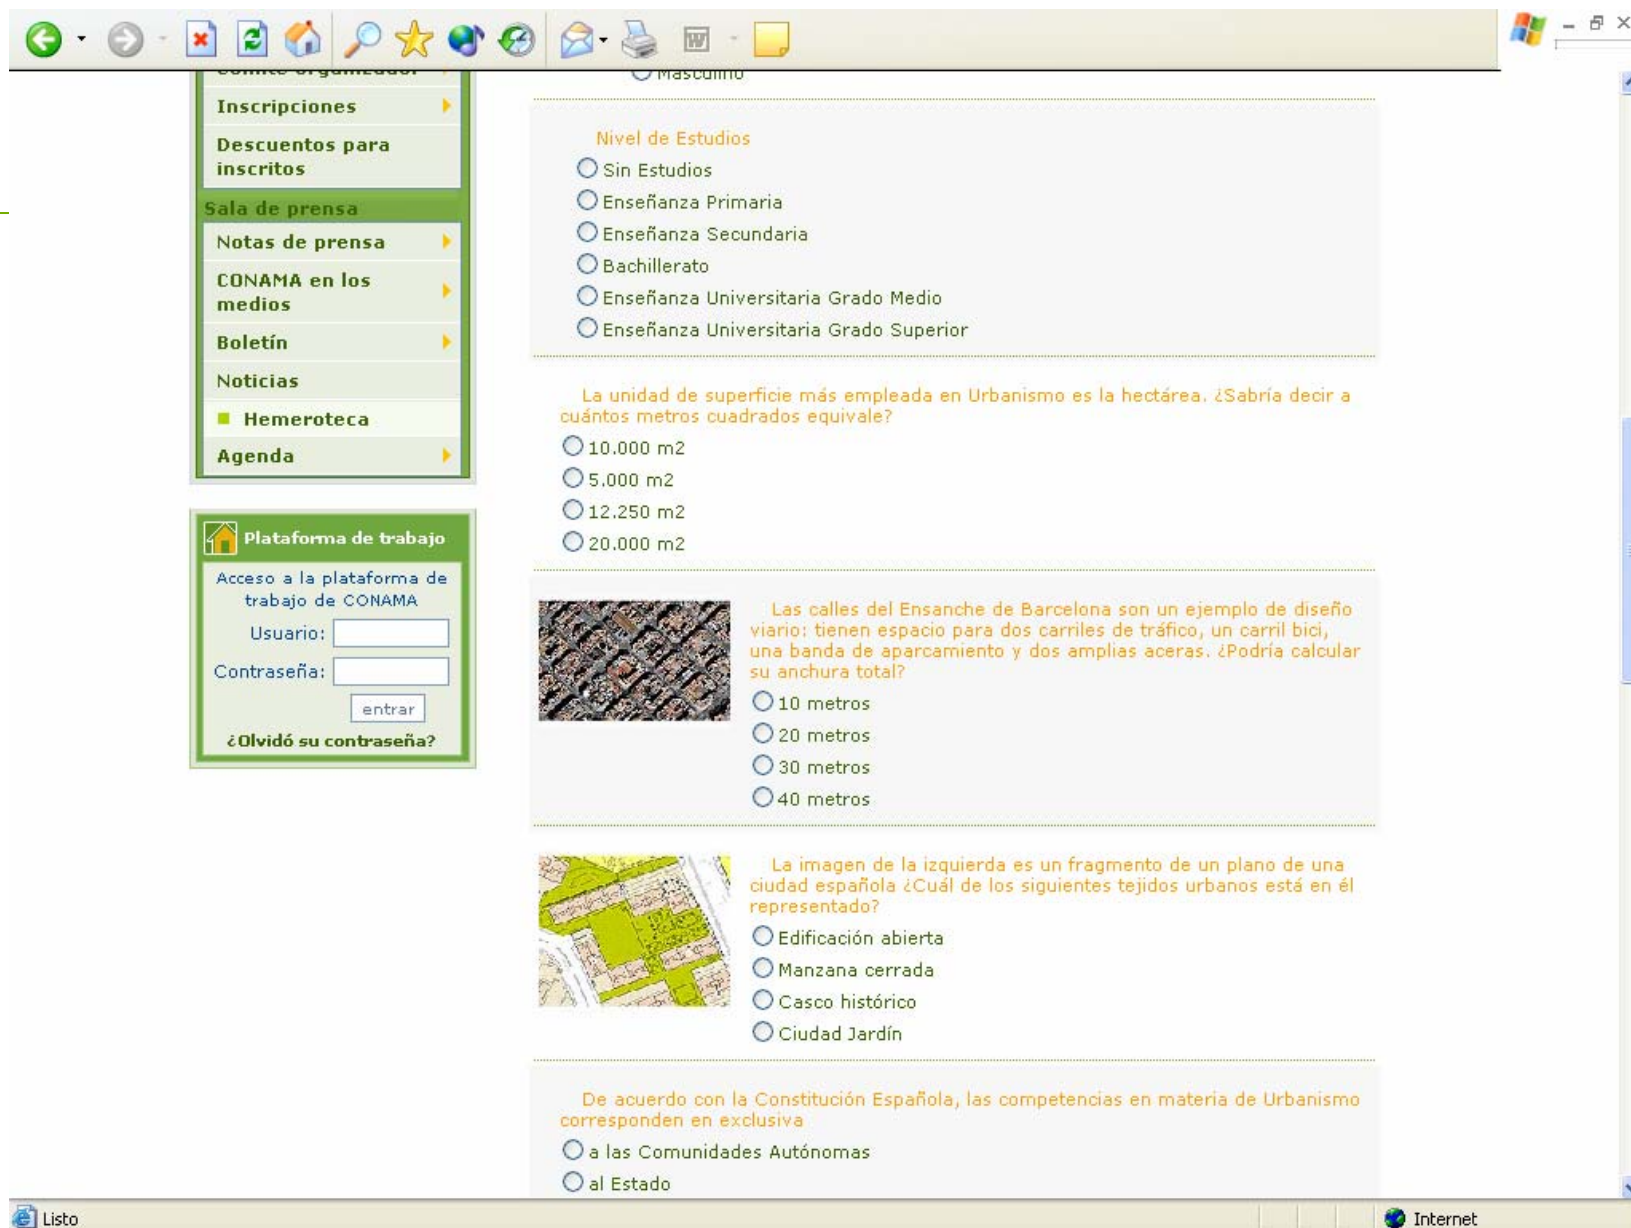 Comité organizador
Inscripciones
Descuentos para
inscritos
Sala de prensa
Notas de prensa
CONAMA en los
medios
Boletín
Noticias
Hemeroteca
Agenda
Plataforma de trabajo
Acceso a la plataforma de
trabajo de CONAMA
Usuario:
Contraseña:
entrar
¿Olvidó su contraseña?
Masculino
Nivel de Estudios
Sin Estudios
Enseñanza Primaria
Enseñanza Secundaria
Bachillerato
Enseñanza Universitaria Grado Medio
Enseñanza Universitaria Grado Superior
La unidad de superficie más empleada en Urbanismo es la hectárea. ¿Sabría decir a
cuántos metros cuadrados equivale?
10.000 m2
5.000 m2
12.250 m2
20.000 m2
Las calles del Ensanche de Barcelona son un ejemplo de diseño
viario: tienen espacio para dos carriles de tráfico, un carril bici,
una banda de aparcamiento y dos amplias aceras. ¿Podría calcular
su anchura total?
10 metros
20 metros
30 metros
40 metros
La imagen de la izquierda es un fragmento de un plano de una
ciudad española ¿Cuál de los siguientes tejidos urbanos está en él
representado?
Edificación abierta
Manzana cerrada
Casco histórico
Ciudad Jardín
De acuerdo con la Constitución Española, las competencias en materia de Urbanismo
corresponden en exclusiva
a las Comunidades Autónomas
al Estado
Listo
Internet